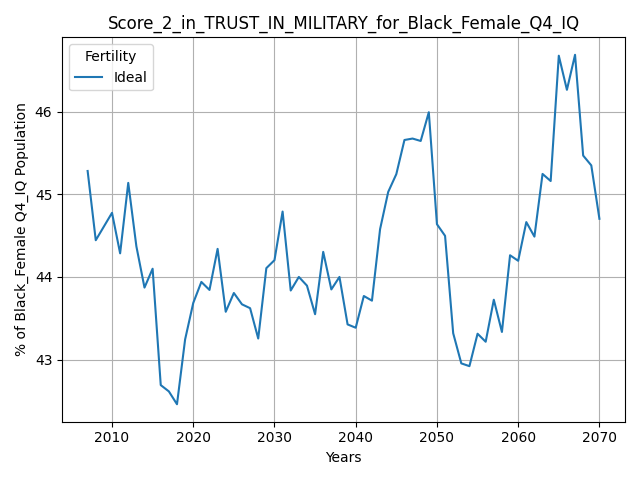 Score_2_in_TRUST_IN_MILITARY_for_Black_Female_Q4_IQ
Fertility
Ideal
% of Black_Female Q4_IQ Population
46
45
44
43
2010 2020 2030 2040 2050 2060 2070
Years